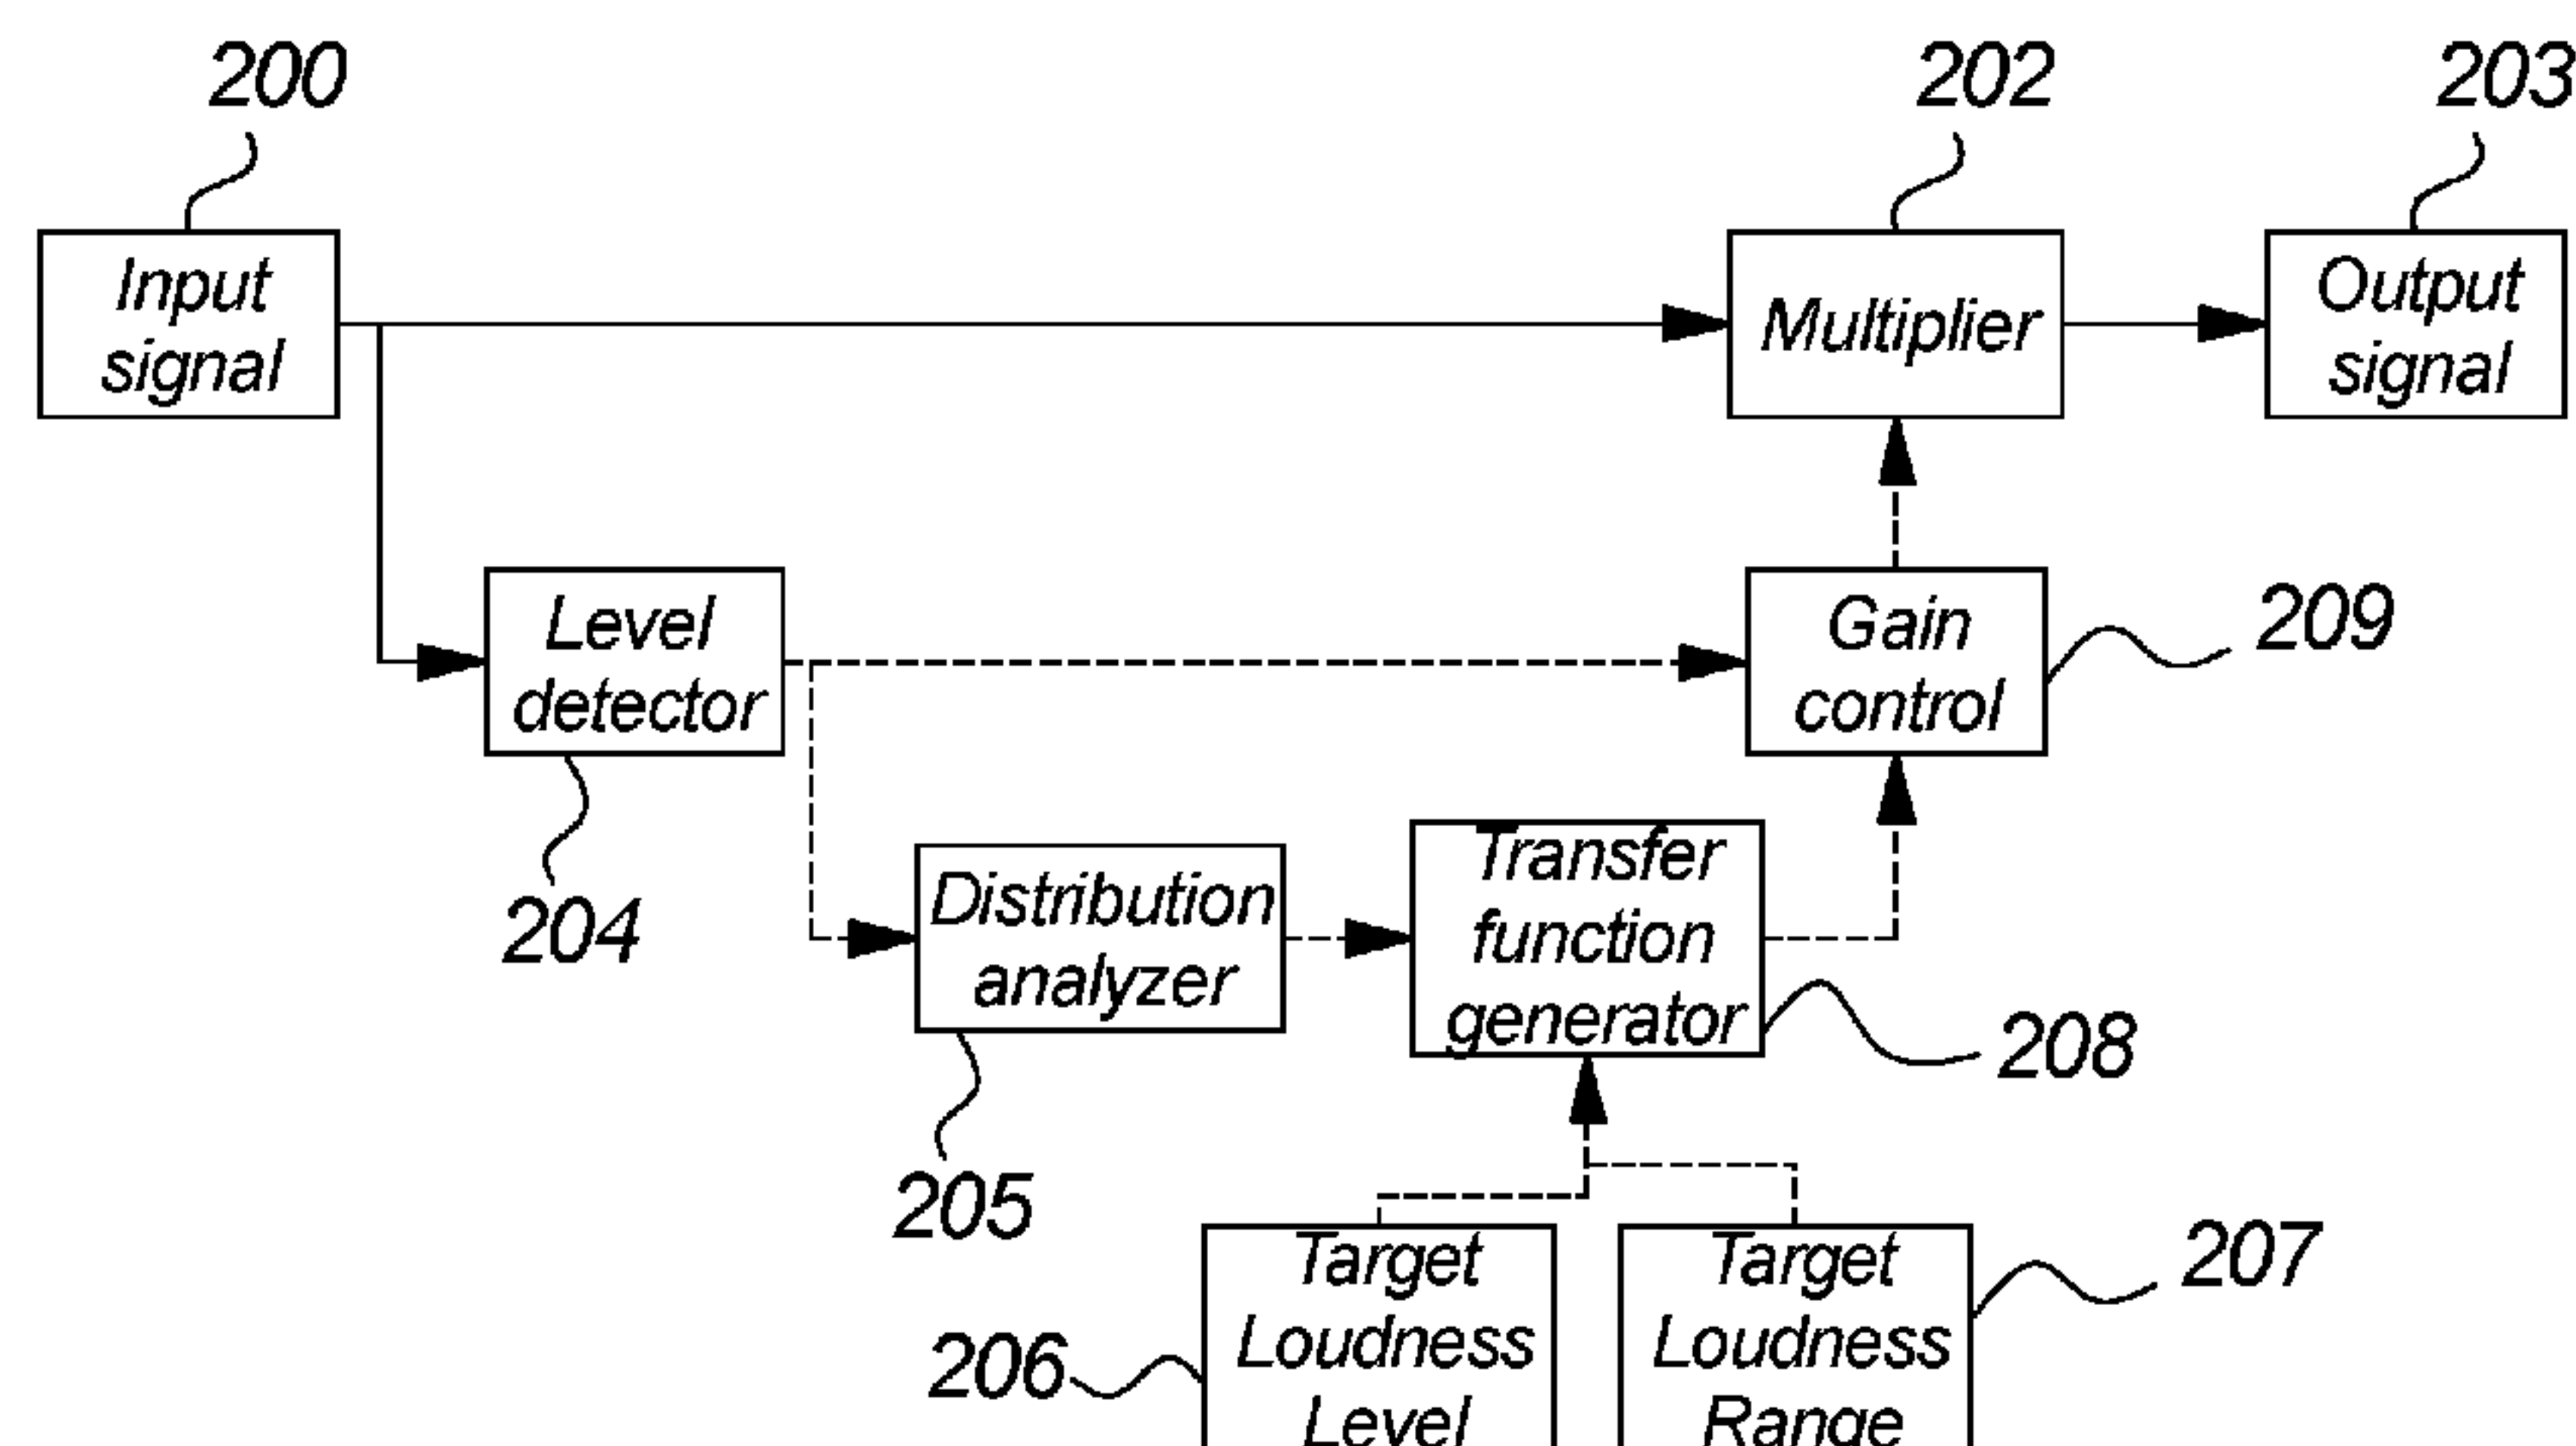 200
202
203
Input
signal
Multiplier
Output
signal
Level
detector
Gain
control
209
204
Distribution
analyzer
Transfer
function
generator
208
205
206
Target
Loudness
Level
Target
Loudness
Range
207